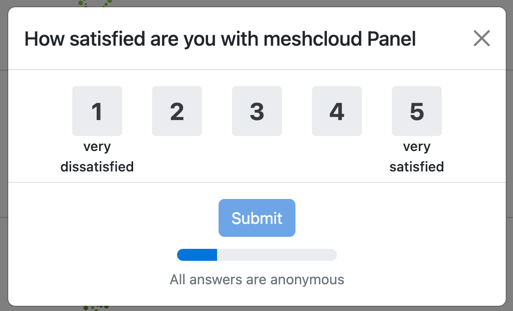 How satisfied are you with meshcloud Panel
1 2 3 4 5
very very
dissatisfied satisfied
Submit
All answers are anonymous